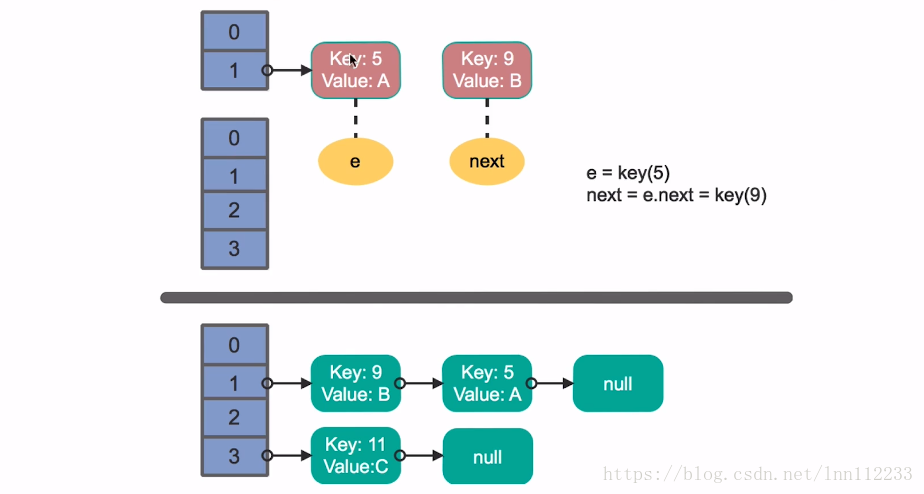 0
1
Key: 5
Value: A
Key: 9
Value: B
0
1
2
3
e
next
e = key(5)
next = e.next = key(9)
0
1
2
3
Key: 9
Value: B
Key: 5
Value: A
null
Key: 11
Value:C
null
https://blog.csdn.net/lnn112233